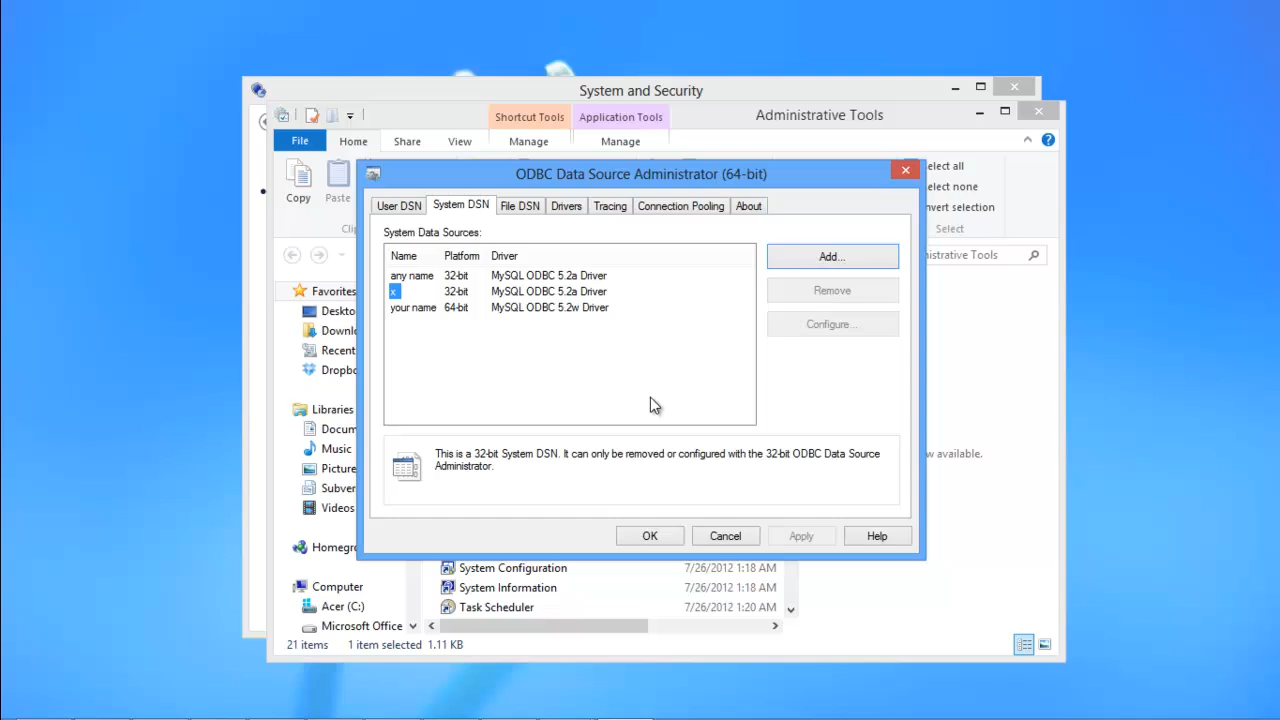 System and Security
Shortcut Tools
Application Tools
Administrative Tools
File
Home
Share
View
Manage
Manage
Copy
Paste
Select
ODBC Data Source Administrator (64-bit)
User DSN
System DSN
File DSN
Drivers
Tracing
Connection Pooling
About
System Data Sources:
Name Platform Driver
any name 32-bit MySQL ODBC 5.2a Driver
x 32-bit MySQL ODBC 5.2a Driver
your name 64-bit MySQL ODBC 5.2w Driver
Add...
Remove
Configure...
This is a 32-bit System DSN. It can only be removed or configured with the 32-bit ODBC Data Source
Administrator.
OK
Cancel
Apply
Help
elect all
elect none
nvert selection
nistrative Tools
w available.
Favorites
Deskto
Downl
Recent
Dropbo
Libraries
Docum
Music
Picture
Subver
Videos
Homegro
Computer
Acer (C:)
Microsoft Office
System Configuration 7/26/2012 1:18 AM
System Information 7/26/2012 1:18 AM
Task Scheduler 7/26/2012 1:20 AM
21 items 1 item selected 1.11 KB